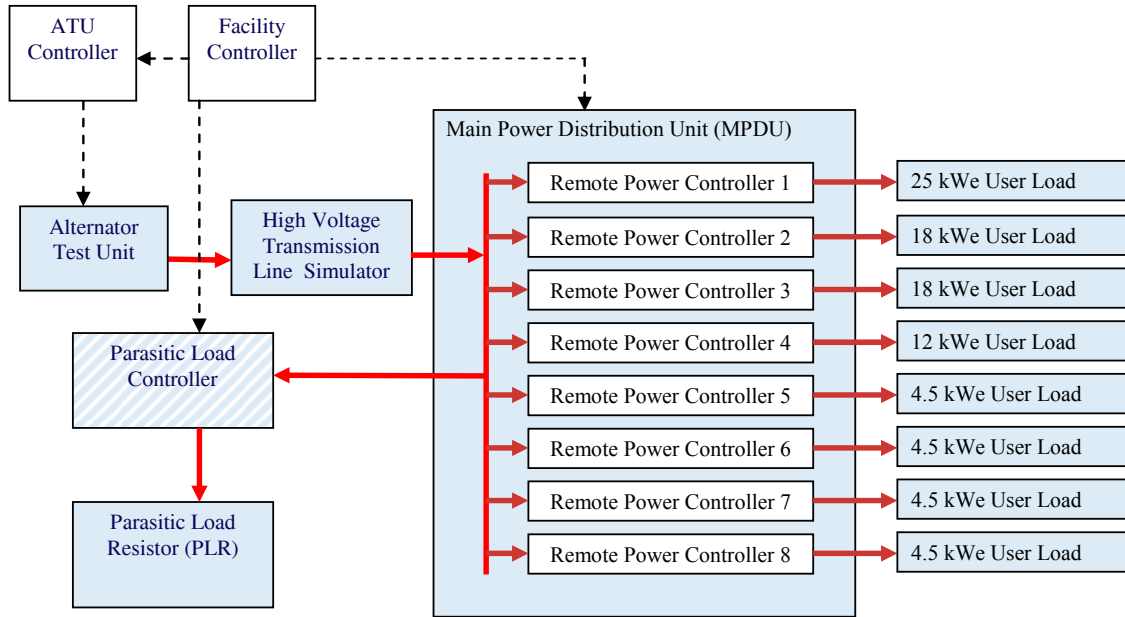 ATU
Controller
Facility
Controller
Main Power Distribution Unit (MPDU)
Alternator
Test Unit
High Voltage
Transmission
Line Simulator
Parasitic Load
Controller
Parasitic Load
Resistor (PLR)
Remote Power Controller 1
25 kWe User Load
Remote Power Controller 2
18 kWe User Load
Remote Power Controller 3
18 kWe User Load
Remote Power Controller 4
12 kWe User Load
Remote Power Controller 5
4.5 kWe User Load
Remote Power Controller 6
4.5 kWe User Load
Remote Power Controller 7
4.5 kWe User Load
Remote Power Controller 8
4.5 kWe User Load